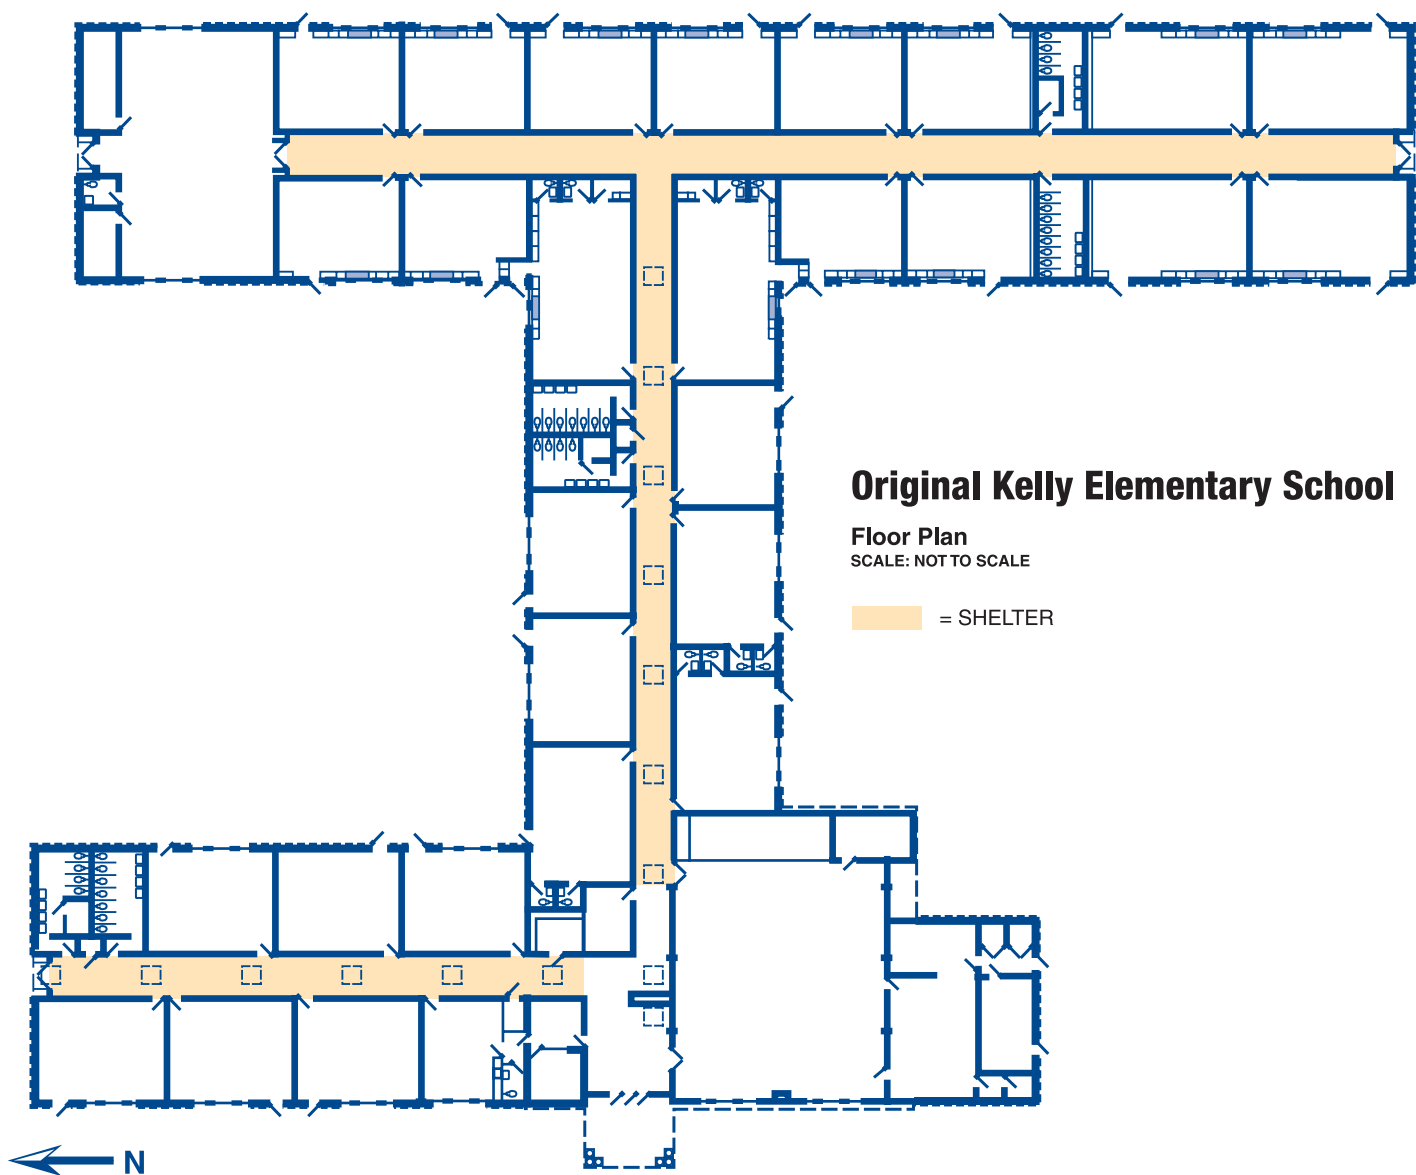 Original Kelly Elementary School
Floor Plan
SCALE: NOT TO SCALE
= SHELTER
N